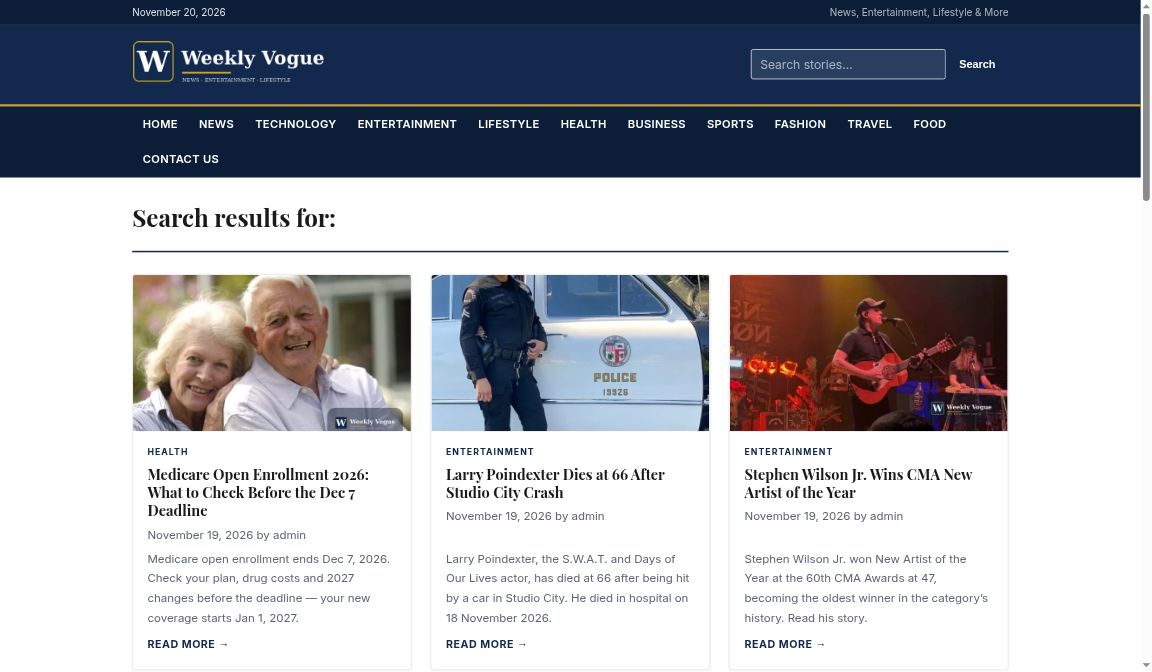 November 20, 2026
News, Entertainment, Lifestyle & More
W Weekly Vogue
NEWS · ENTERTAINMENT · LIFESTYLE
Search stories...
Search
HOME NEWS TECHNOLOGY ENTERTAINMENT LIFESTYLE HEALTH BUSINESS SPORTS FASHION TRAVEL FOOD
CONTACT US
Search results for:
W Weekly Vogue
HEALTH
Medicare Open Enrollment 2026:
What to Check Before the Dec 7
Deadline
November 19, 2026 by admin
Medicare open enrollment ends Dec 7, 2026.
Check your plan, drug costs and 2027
changes before the deadline — your new
coverage starts Jan 1, 2027.
READ MORE →
POLICE
19926
ENTERTAINMENT
Larry Poindexter Dies at 66 After
Studio City Crash
November 19, 2026 by admin
Larry Poindexter, the S.W.A.T. and Days of
Our Lives actor, has died at 66 after being hit
by a car in Studio City. He died in hospital on
18 November 2026.
READ MORE →
W Weekly Vogue
ENTERTAINMENT
Stephen Wilson Jr. Wins CMA New
Artist of the Year
November 19, 2026 by admin
Stephen Wilson Jr. won New Artist of the
Year at the 60th CMA Awards at 47,
becoming the oldest winner in the category's
history. Read his story.
READ MORE →